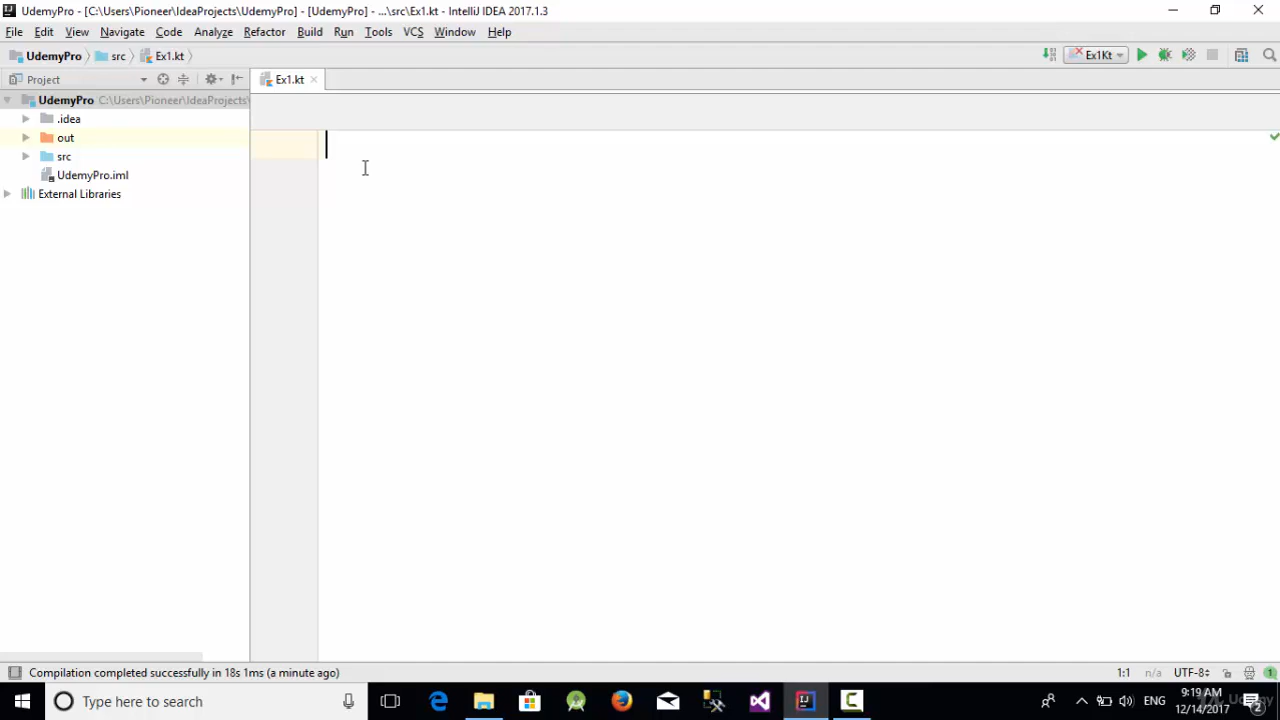 UdemyPro - [C:\Users\Pioneer\IdeaProjects\UdemyPro] - [UdemyPro] - ...\src\Ex1.kt - IntelliJ IDEA 2017.1.3
File Edit View Navigate Code Analyze Refactor Build Run Tools VCS Window Help
UdemyPro src Ex1.kt Ex1Kt
Project Ex1.kt
UdemyPro C:\Users\Pioneer\IdeaProjects\
.idea
out
src
UdemyPro.iml
External Libraries
Compilation completed successfully in 18s 1ms (a minute ago) 1:1 n/a UTF-8 1
Type here to search ENG 9:19 AM 2
12/14/2017
Udemy